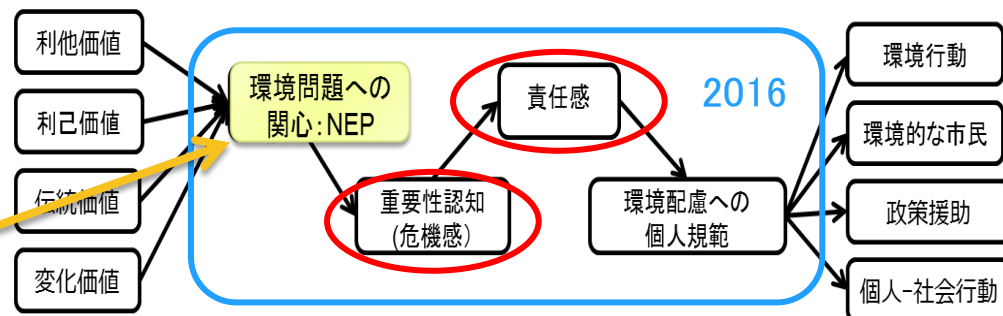 利他価値
利己価値
伝統価値
変化価値
環境問題への
関心:NEP
重要性認知
(危機感)
責任感
2016
環境配慮への
個人規範
環境行動
環境的な市民
政策援助
個人-社会行動